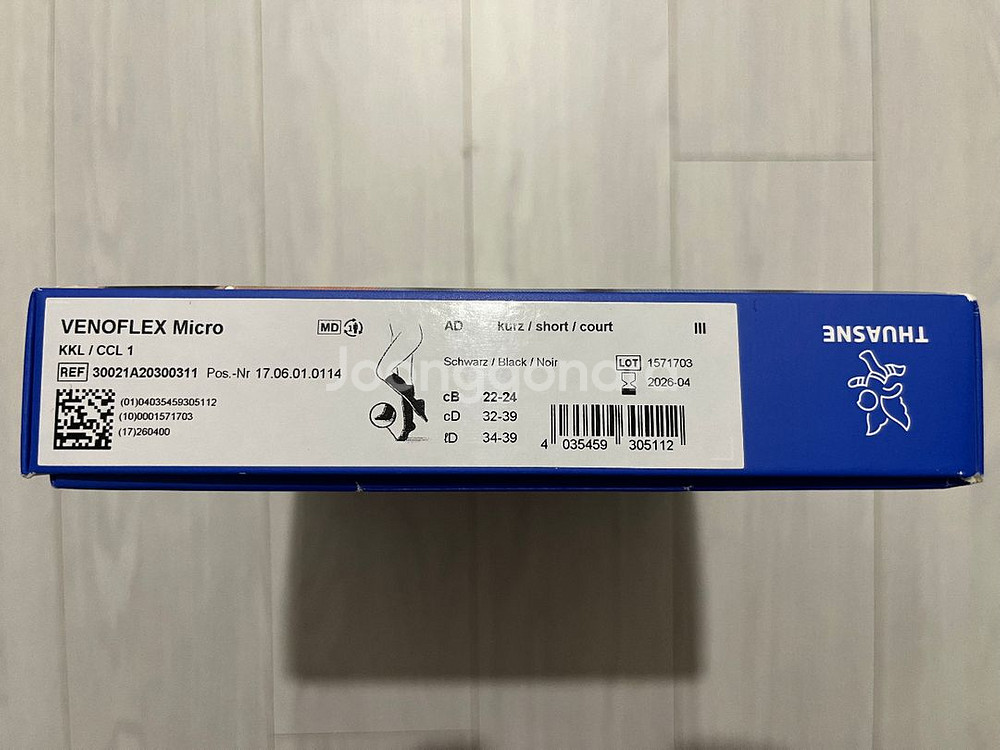 VENOFLEX Micro
KKL / CCL 1
REF 30021A20300311 Pos.-Nr 17.06.01.0114
(01)04035459305112
(10)0001571703
(17)260400
MD
AD kurz / short / court III
Schwarz / Black / Noir
LOT 1571703
2026-04
cB 22-24
cD 32-39
ℓD 34-39
4 035459 305112
THUASNE
Joonggonara